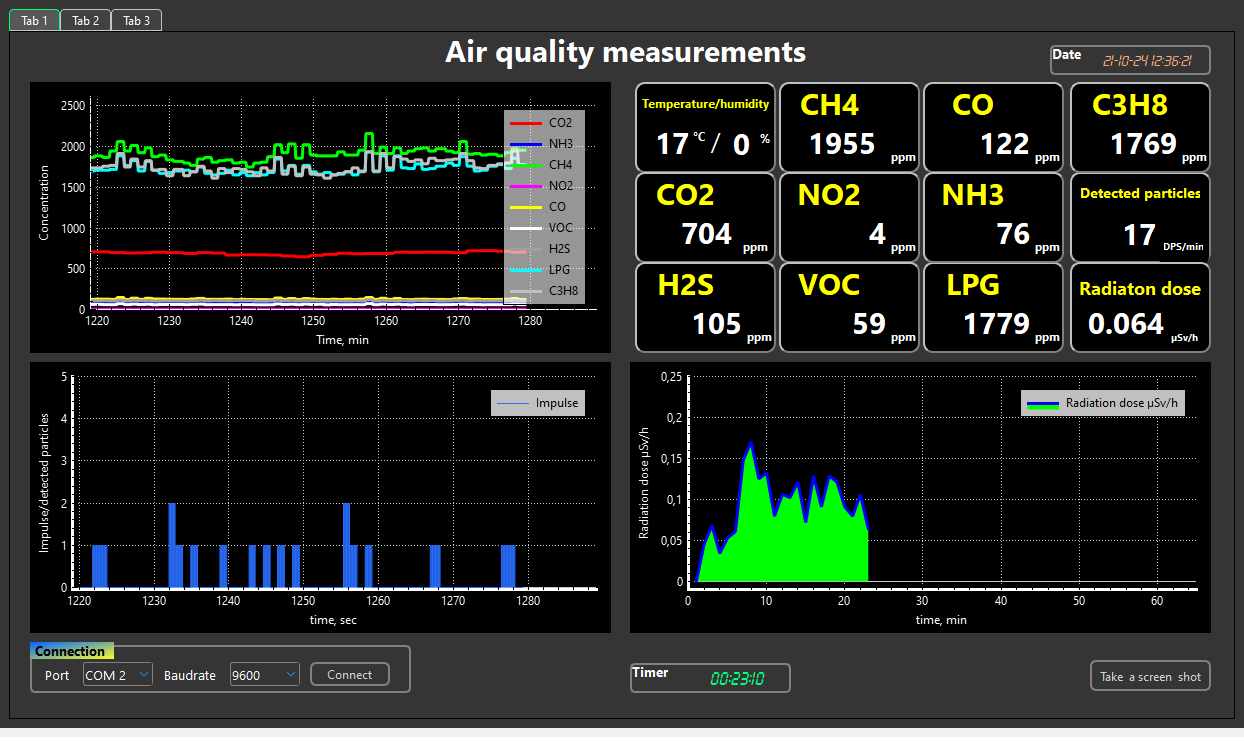 Tab 1 Tab 2 Tab 3
Air quality measurements
Date 21-10-24 12:36:21
2500
2000
1500
1000
500
0
Concentration
1220 1230 1240 1250 1260 1270 1280
Time, min
CO2
NH3
CH4
NO2
CO
VOC
H2S
LPG
C3H8
Temperature/humidity
17 °C / 0 %
CH4
1955 ppm
CO
122 ppm
C3H8
1769 ppm
CO2
704 ppm
NO2
4 ppm
NH3
76 ppm
Detected particles
17 DPS/min
H2S
105 ppm
VOC
59 ppm
LPG
1779 ppm
Radiaton dose
0.064 µSv/h
5
4
3
2
1
0
Impulse/detected particles
Impulse
1220 1230 1240 1250 1260 1270 1280
time, sec
0,25
0,2
0,15
0,1
0,05
0
Radiation dose µSv/h
Radiation dose µSv/h
0 10 20 30 40 50 60
time, min
Connection
Port COM 2 Baudrate 9600 Connect
Timer 00:23:10
Take a screen shot